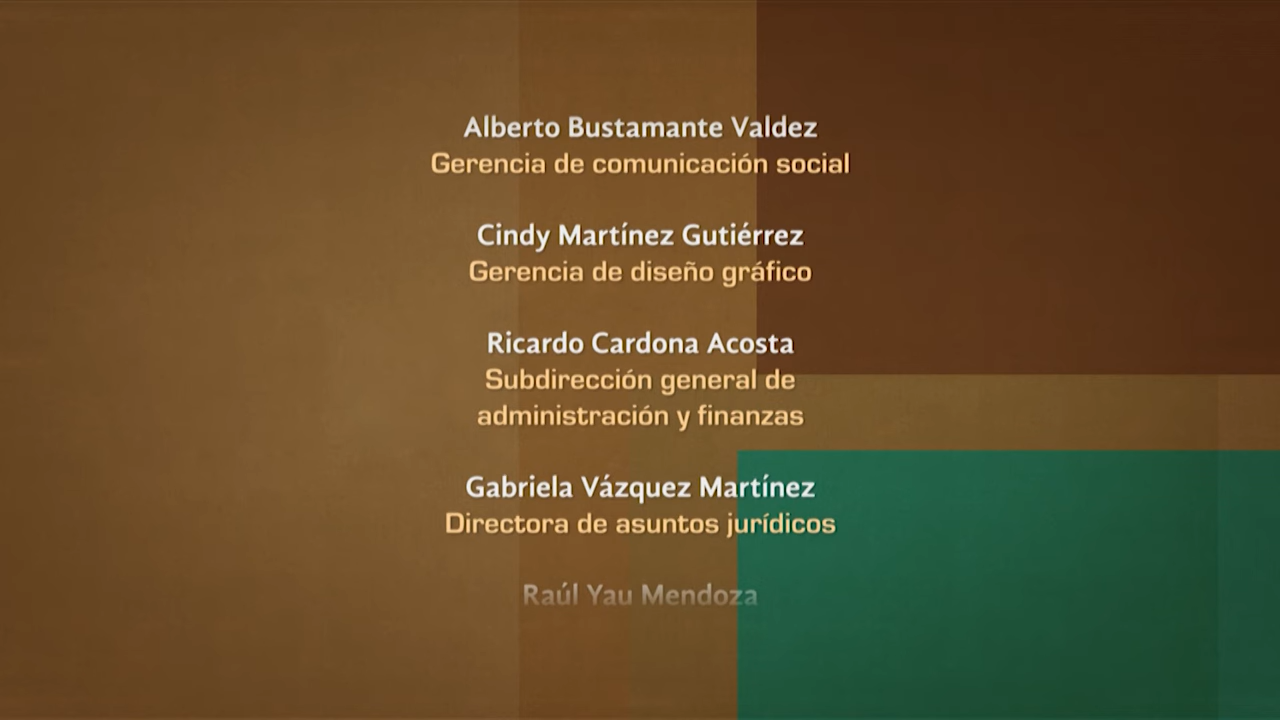 Alberto Bustamante Valdez
Gerencia de comunicación social
Cindy Martínez Gutiérrez
Gerencia de diseño gráfico
Ricardo Cardona Acosta
Subdirección general de
administración y finanzas
Gabriela Vázquez Martínez
Directora de asuntos jurídicos
Raúl Yau Mendoza